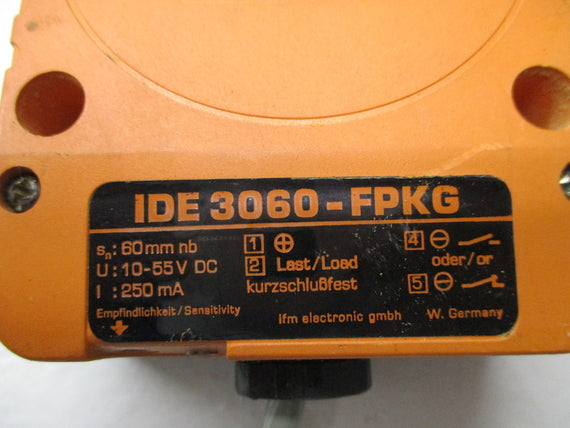 IDE 3060-FPKG
sn: 60mm nb
U: 10-55V DC
I: 250 mA
1
2 Last/Load
kurzschlußfest
4
oder/or
5
Empfindlichkeit/Sensitivity
ifm electronic gmbh W. Germany